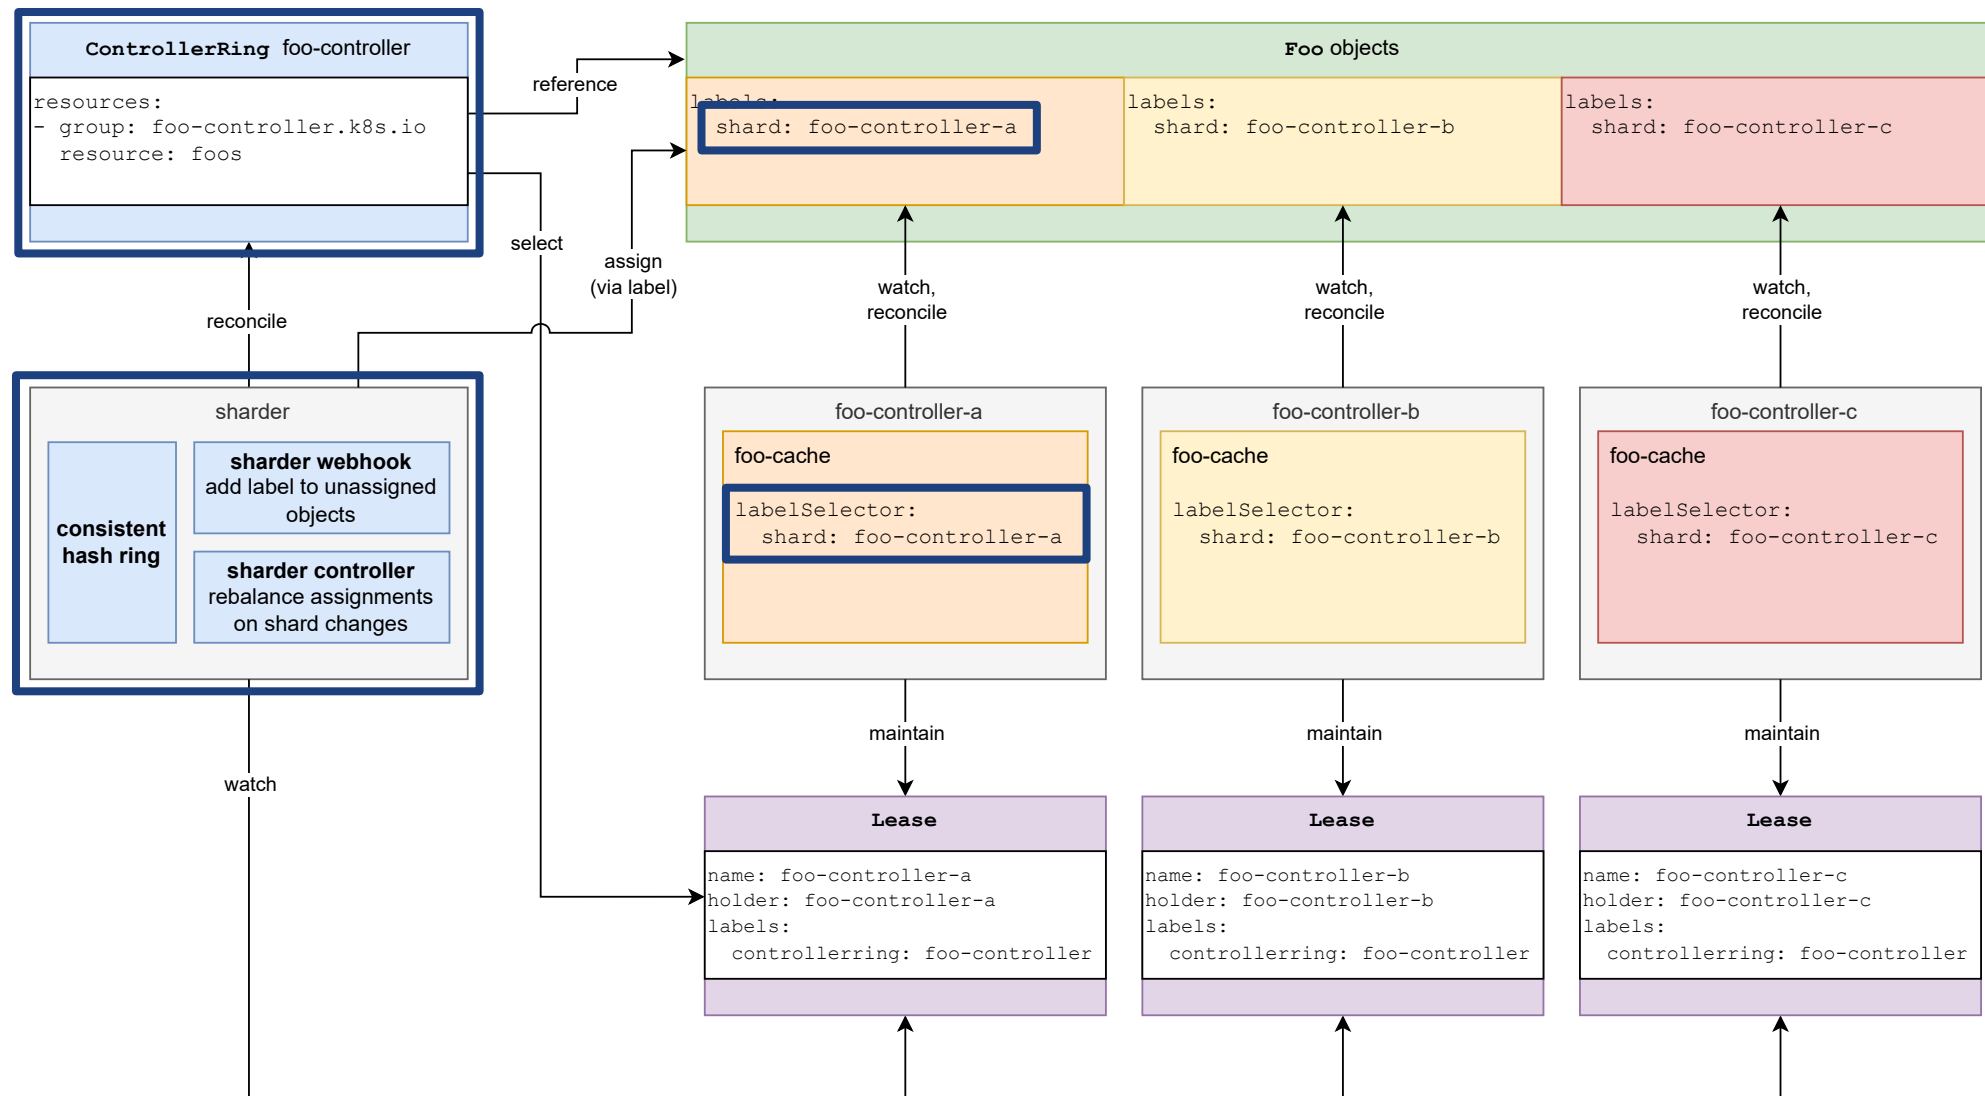 ControllerRing foo-controller
resources:
- group: foo-controller.k8s.io
resource: foos
reference
select
assign
(via label)
reconcile
Foo objects
labels:
shard: foo-controller-a
labels:
shard: foo-controller-b
labels:
shard: foo-controller-c
watch,
reconcile
watch,
reconcile
watch,
reconcile
sharder
consistent
hash ring
sharder webhook
add label to unassigned
objects
sharder controller
rebalance assignments
on shard changes
watch
foo-controller-a
foo-cache
labelSelector:
shard: foo-controller-a
foo-controller-b
foo-cache
labelSelector:
shard: foo-controller-b
foo-controller-c
foo-cache
labelSelector:
shard: foo-controller-c
maintain
maintain
maintain
Lease
name: foo-controller-a
holder: foo-controller-a
labels:
controllerring: foo-controller
Lease
name: foo-controller-b
holder: foo-controller-b
labels:
controllerring: foo-controller
Lease
name: foo-controller-c
holder: foo-controller-c
labels:
controllerring: foo-controller